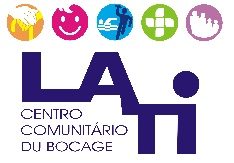 LATI
CENTRO
COMUNITÁRIO
DU BOCAGE